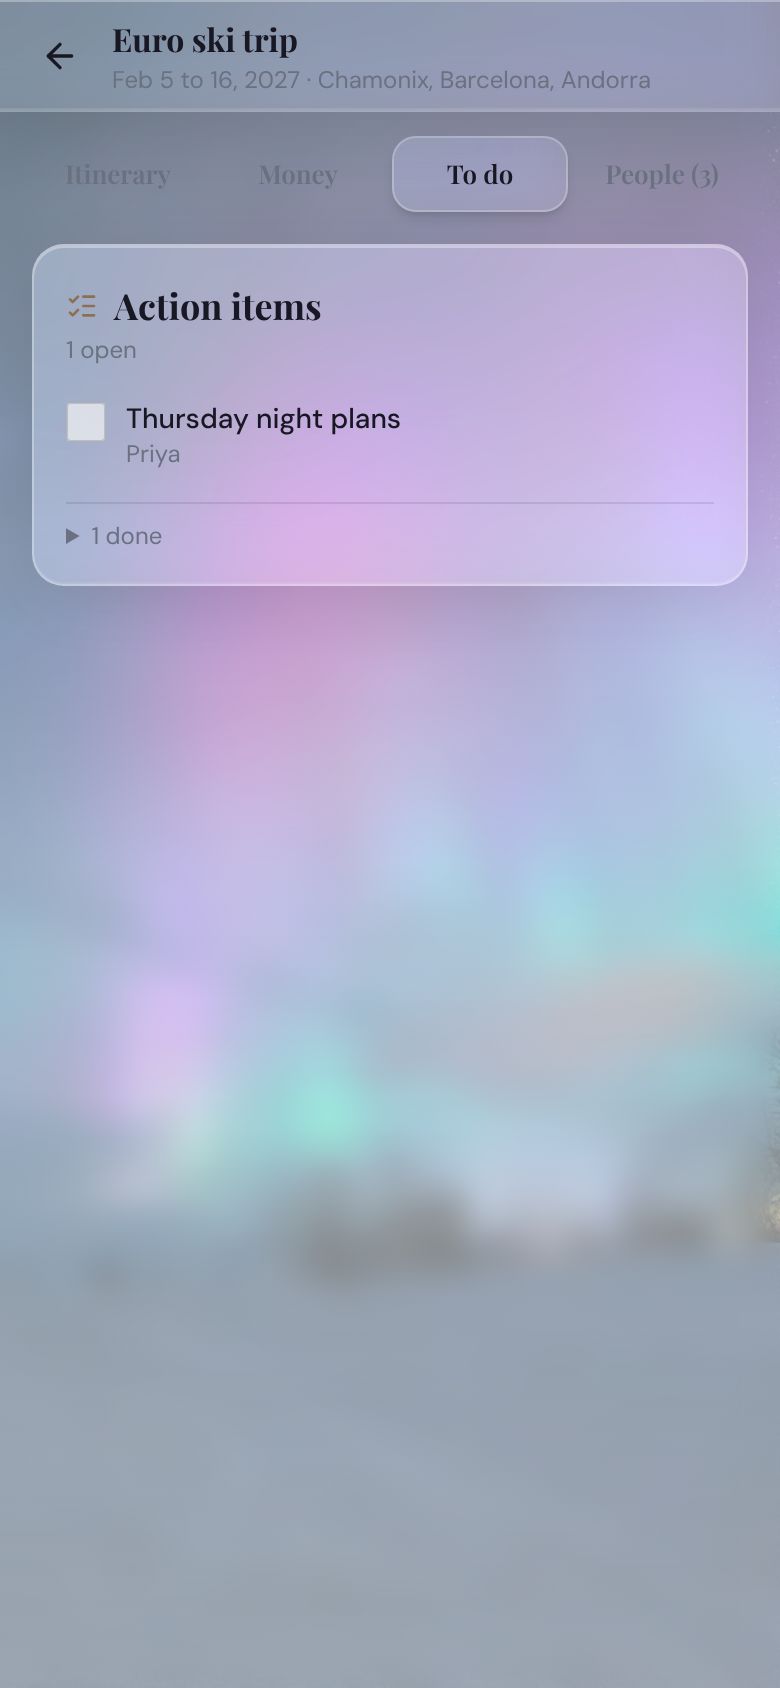 Euro ski trip
Feb 5 to 16, 2027 · Chamonix, Barcelona, Andorra
Itinerary Money To do People (3)
Action items
1 open
Thursday night plans
Priya
1 done